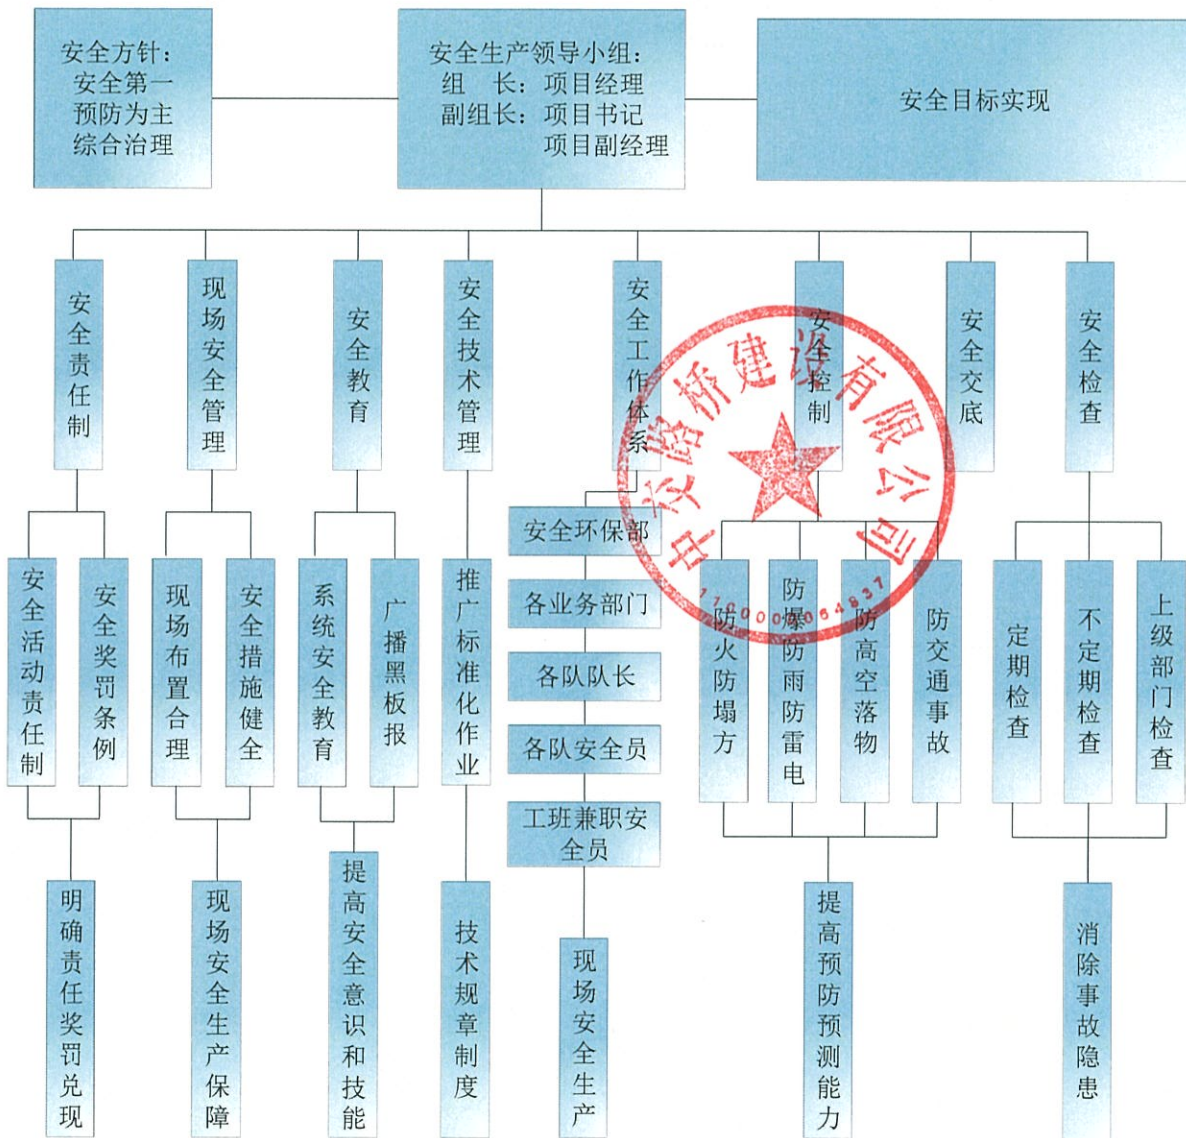 安全方针：
安全第一
预防为主
综合治理
安全生产领导小组：
组　长：项目经理
副组长：项目书记
项目副经理
安全目标实现
安全责任制
现场安全管理
安全教育
安全技术管理
安全工作体系
安全控制
安全交底
安全检查
安全活动责任制
安全奖罚条例
现场布置合理
安全措施健全
系统安全教育
广播黑板报
推广标准化作业
安全环保部
各业务部门
各队队长
各队安全员
工班兼职安
全员
防火防塌方
防爆防雨防雷电
防高空落物
防交通事故
定期检查
不定期检查
上级部门检查
明确责任奖罚兑现
现场安全生产保障
提高安全意识和技能
技术规章制度
现场安全生产
提高预防预测能力
消除事故隐患
中交路桥建设有限公司